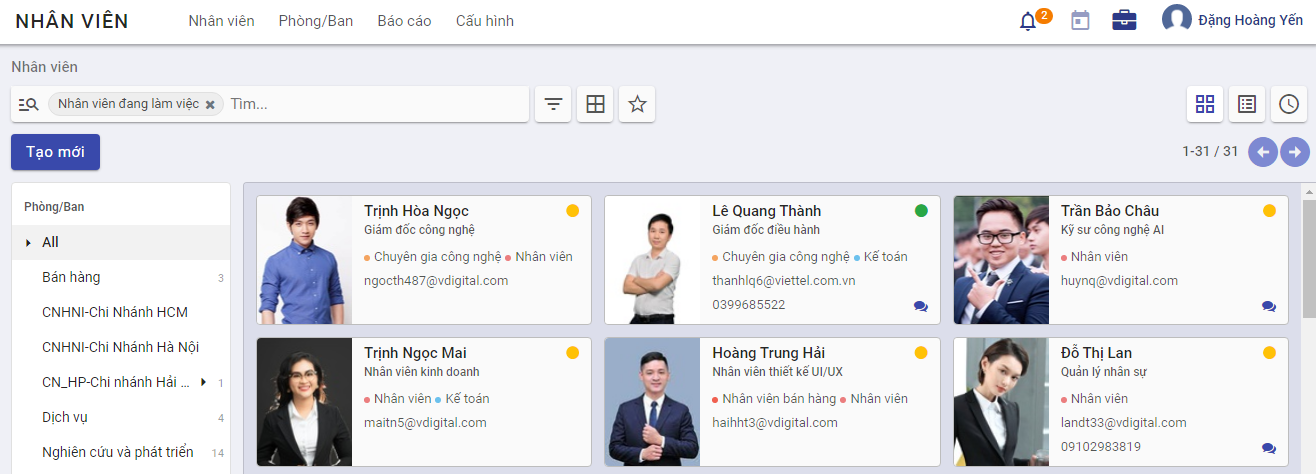 NHÂN VIÊN Nhân viên Phòng/Ban Báo cáo Cấu hình 2 Đặng Hoàng Yến
Nhân viên
Nhân viên đang làm việc Tìm...
Tạo mới 1-31 / 31
Phòng/Ban
All
Bán hàng 3
CNHNI-Chi Nhánh HCM
CNHNI-Chi Nhánh Hà Nội
CN_HP-Chi nhánh Hải ... 1
Dịch vụ 4
Nghiên cứu và phát triển 14
Trịnh Hòa Ngọc
Giám đốc công nghệ
Chuyên gia công nghệ Nhân viên
ngocth487@vdigital.com
Lê Quang Thành
Giám đốc điều hành
Chuyên gia công nghệ Kế toán
thanhlq6@viettel.com.vn
0399685522
Trần Bảo Châu
Kỹ sư công nghệ AI
Nhân viên
huynq@vdigital.com
Trịnh Ngọc Mai
Nhân viên kinh doanh
Nhân viên Kế toán
maitn5@vdigital.com
Hoàng Trung Hải
Nhân viên thiết kế UI/UX
Nhân viên bán hàng Nhân viên
haihht3@vdigital.com
Đỗ Thị Lan
Quản lý nhân sự
Nhân viên
landt33@vdigital.com
09102983819